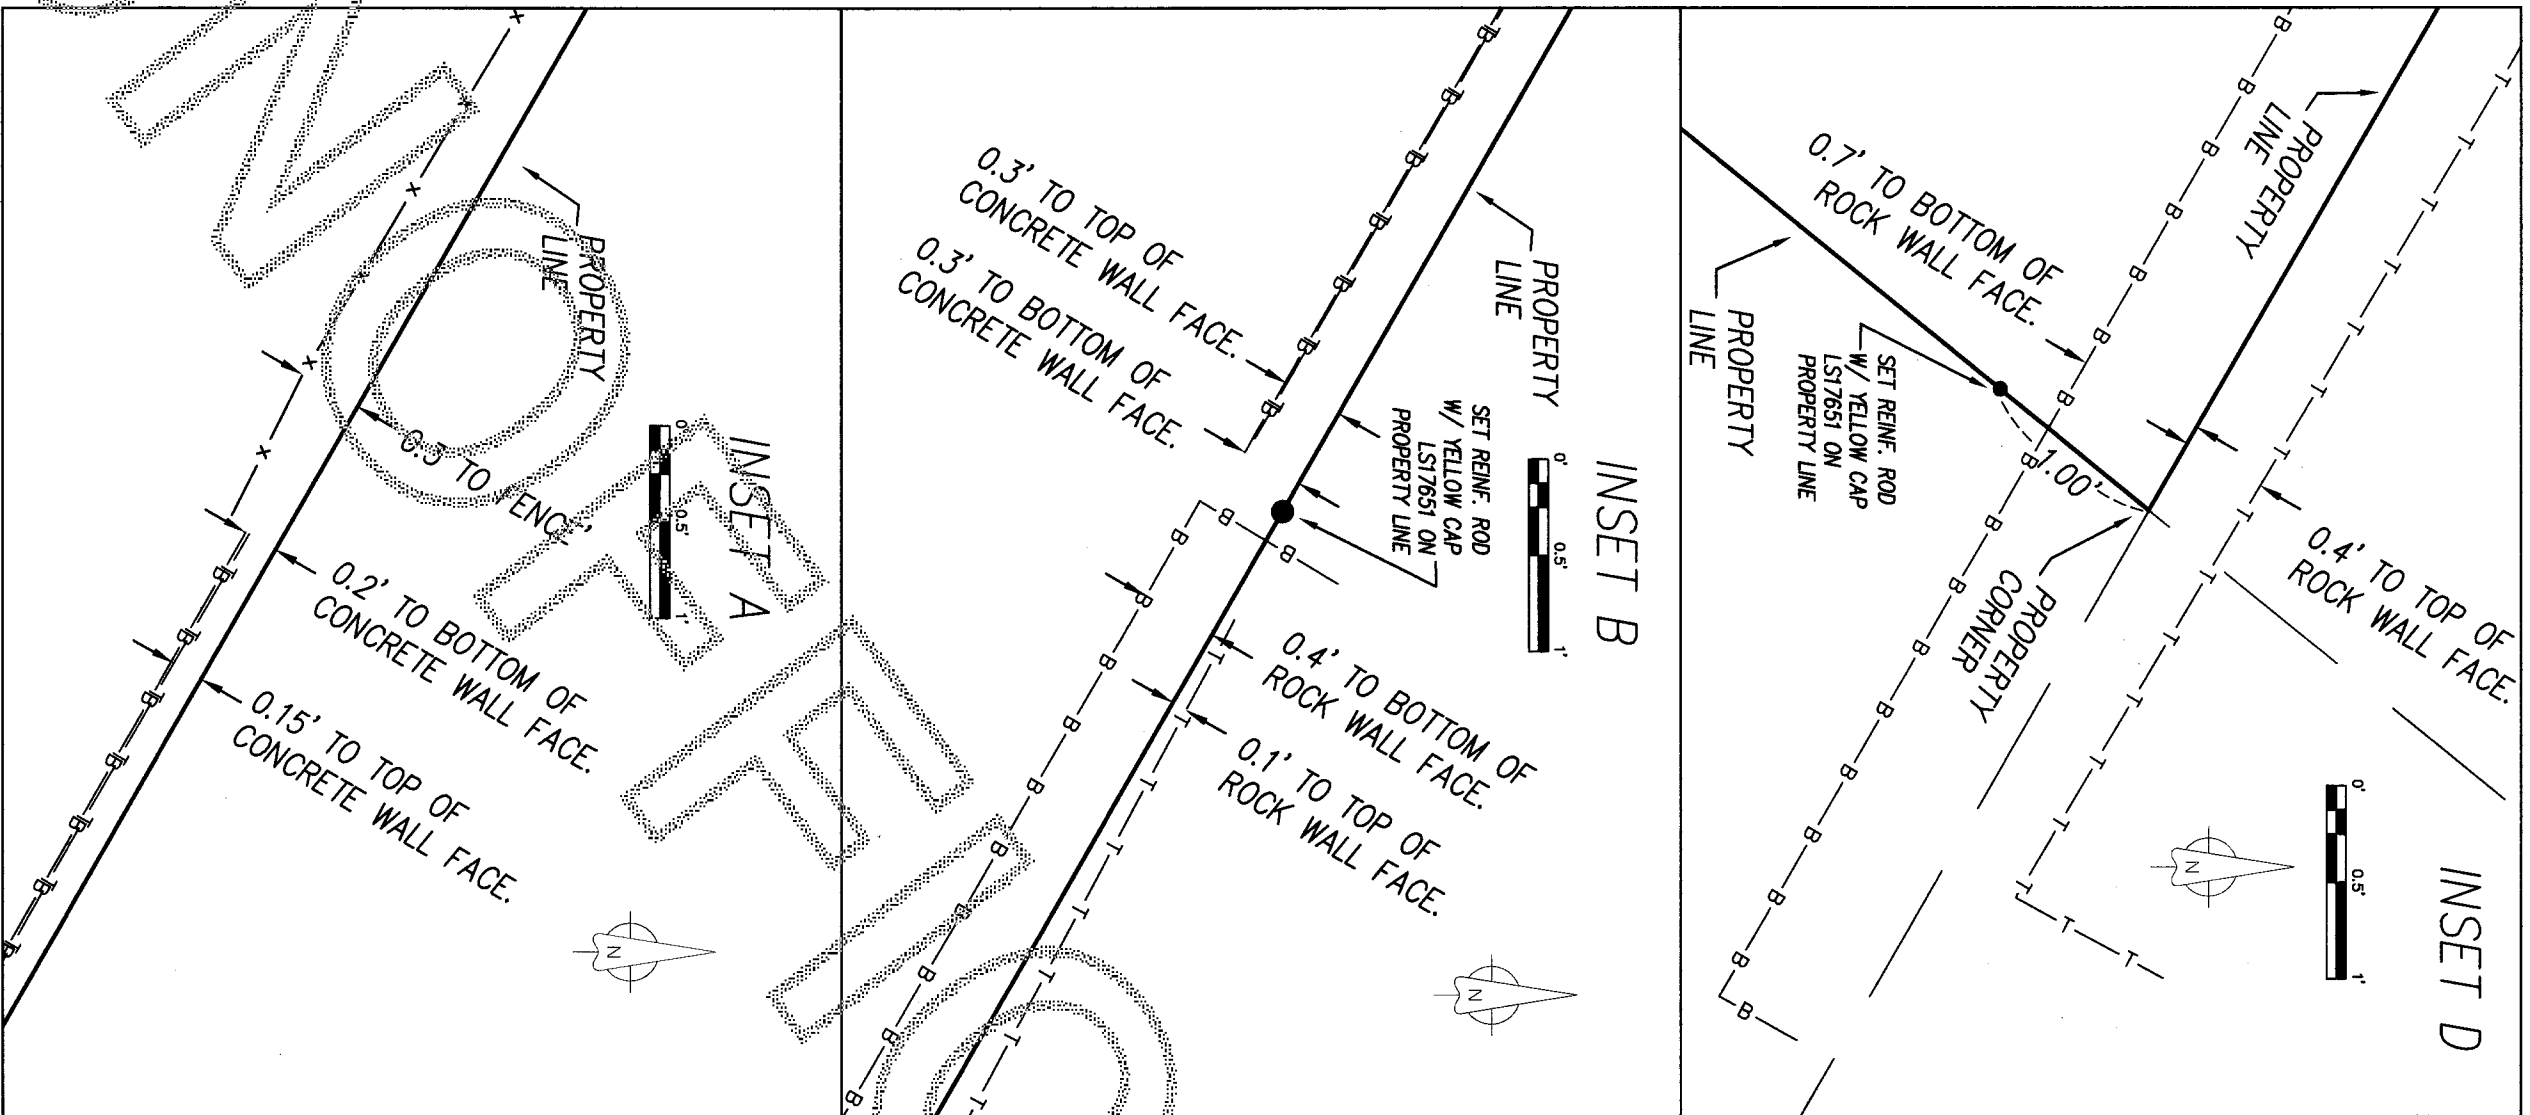 INSET D
0'
0.5'
1'
N
PROPERTY
LINE
0.7' TO BOTTOM OF
ROCK WALL FACE.
0.4' TO TOP OF
ROCK WALL FACE.
1.00'
PROPERTY
CORNER
SET REINF. ROD
W/ YELLOW CAP
LS17651 ON
PROPERTY LINE
PROPERTY
LINE
INSET B
0'
0.5'
1'
N
PROPERTY
LINE
SET REINF. ROD
W/ YELLOW CAP
LS17651 ON
PROPERTY LINE
0.3' TO TOP OF
CONCRETE WALL FACE.
0.3' TO BOTTOM OF
CONCRETE WALL FACE.
0.4' TO BOTTOM OF
ROCK WALL FACE.
0.1' TO TOP OF
ROCK WALL FACE.
INSET A
0'
0.5'
1'
N
PROPERTY
LINE
0.3' TO FENCE
0.2' TO BOTTOM OF
CONCRETE WALL FACE.
0.15' TO TOP OF
CONCRETE WALL FACE.